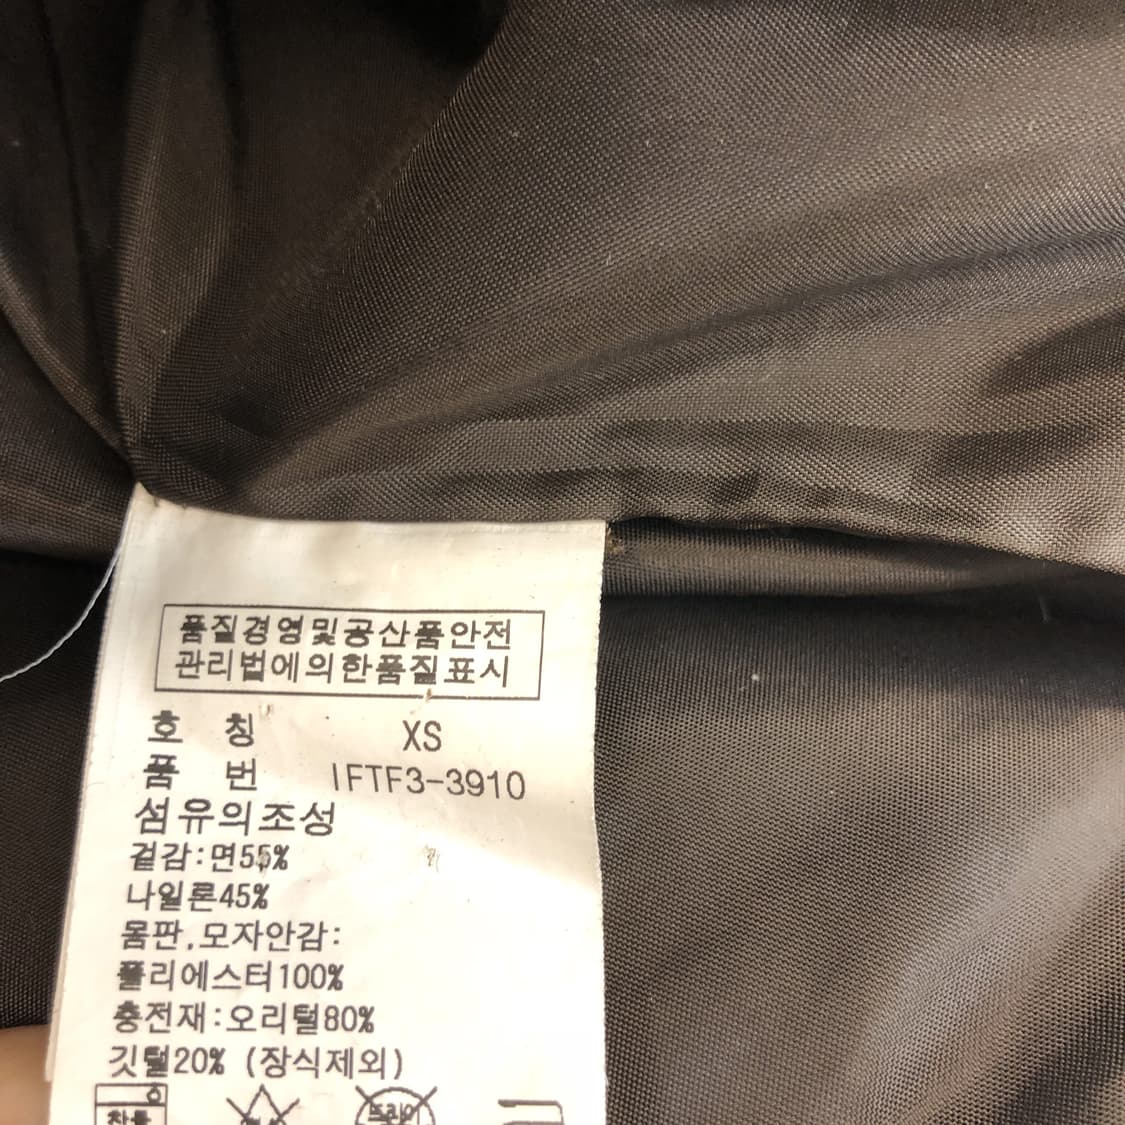 품질경영및공산품안전
관리법에의한품질표시
호 칭 XS
품 번 IFTF3-3910
섬유의조성
겉감:면55%
나일론45%
몸판,모자안감:
폴리에스터100%
충전재:오리털80%
깃털20% (장식제외)